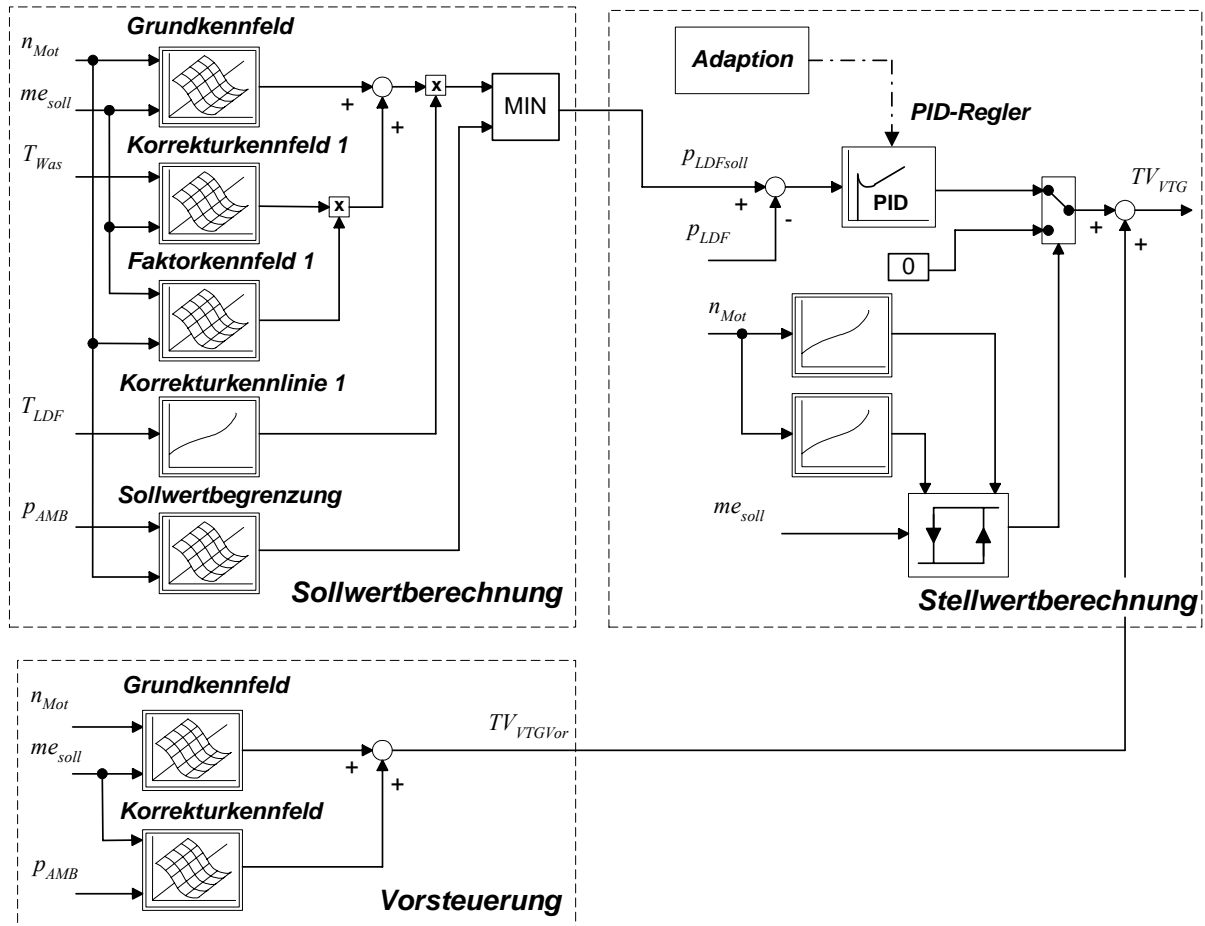 Grundkennfeld
n_Mot
me_soll
+
+
x
MIN
Korrekturkennfeld 1
T_Was
x
Faktorkennfeld 1
Korrekturkennlinie 1
T_LDF
Sollwertbegrenzung
p_AMB
Sollwertberechnung
Adaption
PID-Regler
p_LDFsoll
PID
TV_VTG
+
-
+
+
p_LDF
0
n_Mot
me_soll
Stellwertberechnung
Grundkennfeld
n_Mot
me_soll
TV_VTGVor
+
+
Korrekturkennfeld
p_AMB
Vorsteuerung